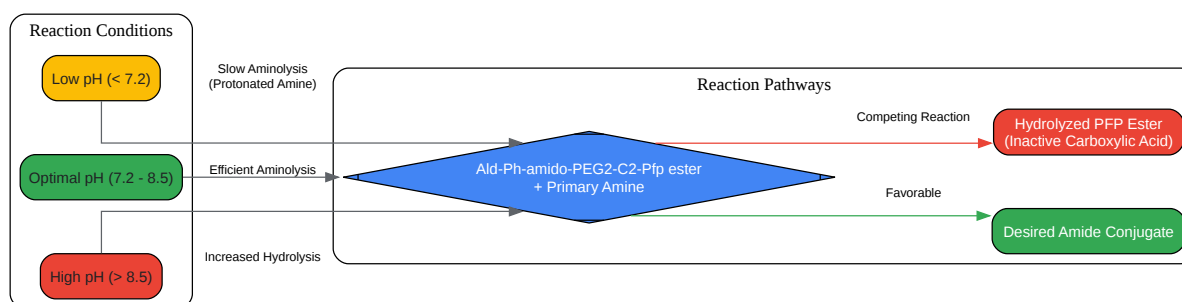 Reaction Conditions
Low pH (< 7.2)
Optimal pH (7.2 - 8.5)
High pH (> 8.5)
Slow Aminolysis
(Protonated Amine)
Efficient Aminolysis
Increased Hydrolysis
Reaction Pathways
Ald-Ph-amido-PEG2-C2-Pfp ester
+ Primary Amine
Competing Reaction
Hydrolyzed PFP Ester
(Inactive Carboxylic Acid)
Favorable
Desired Amide Conjugate